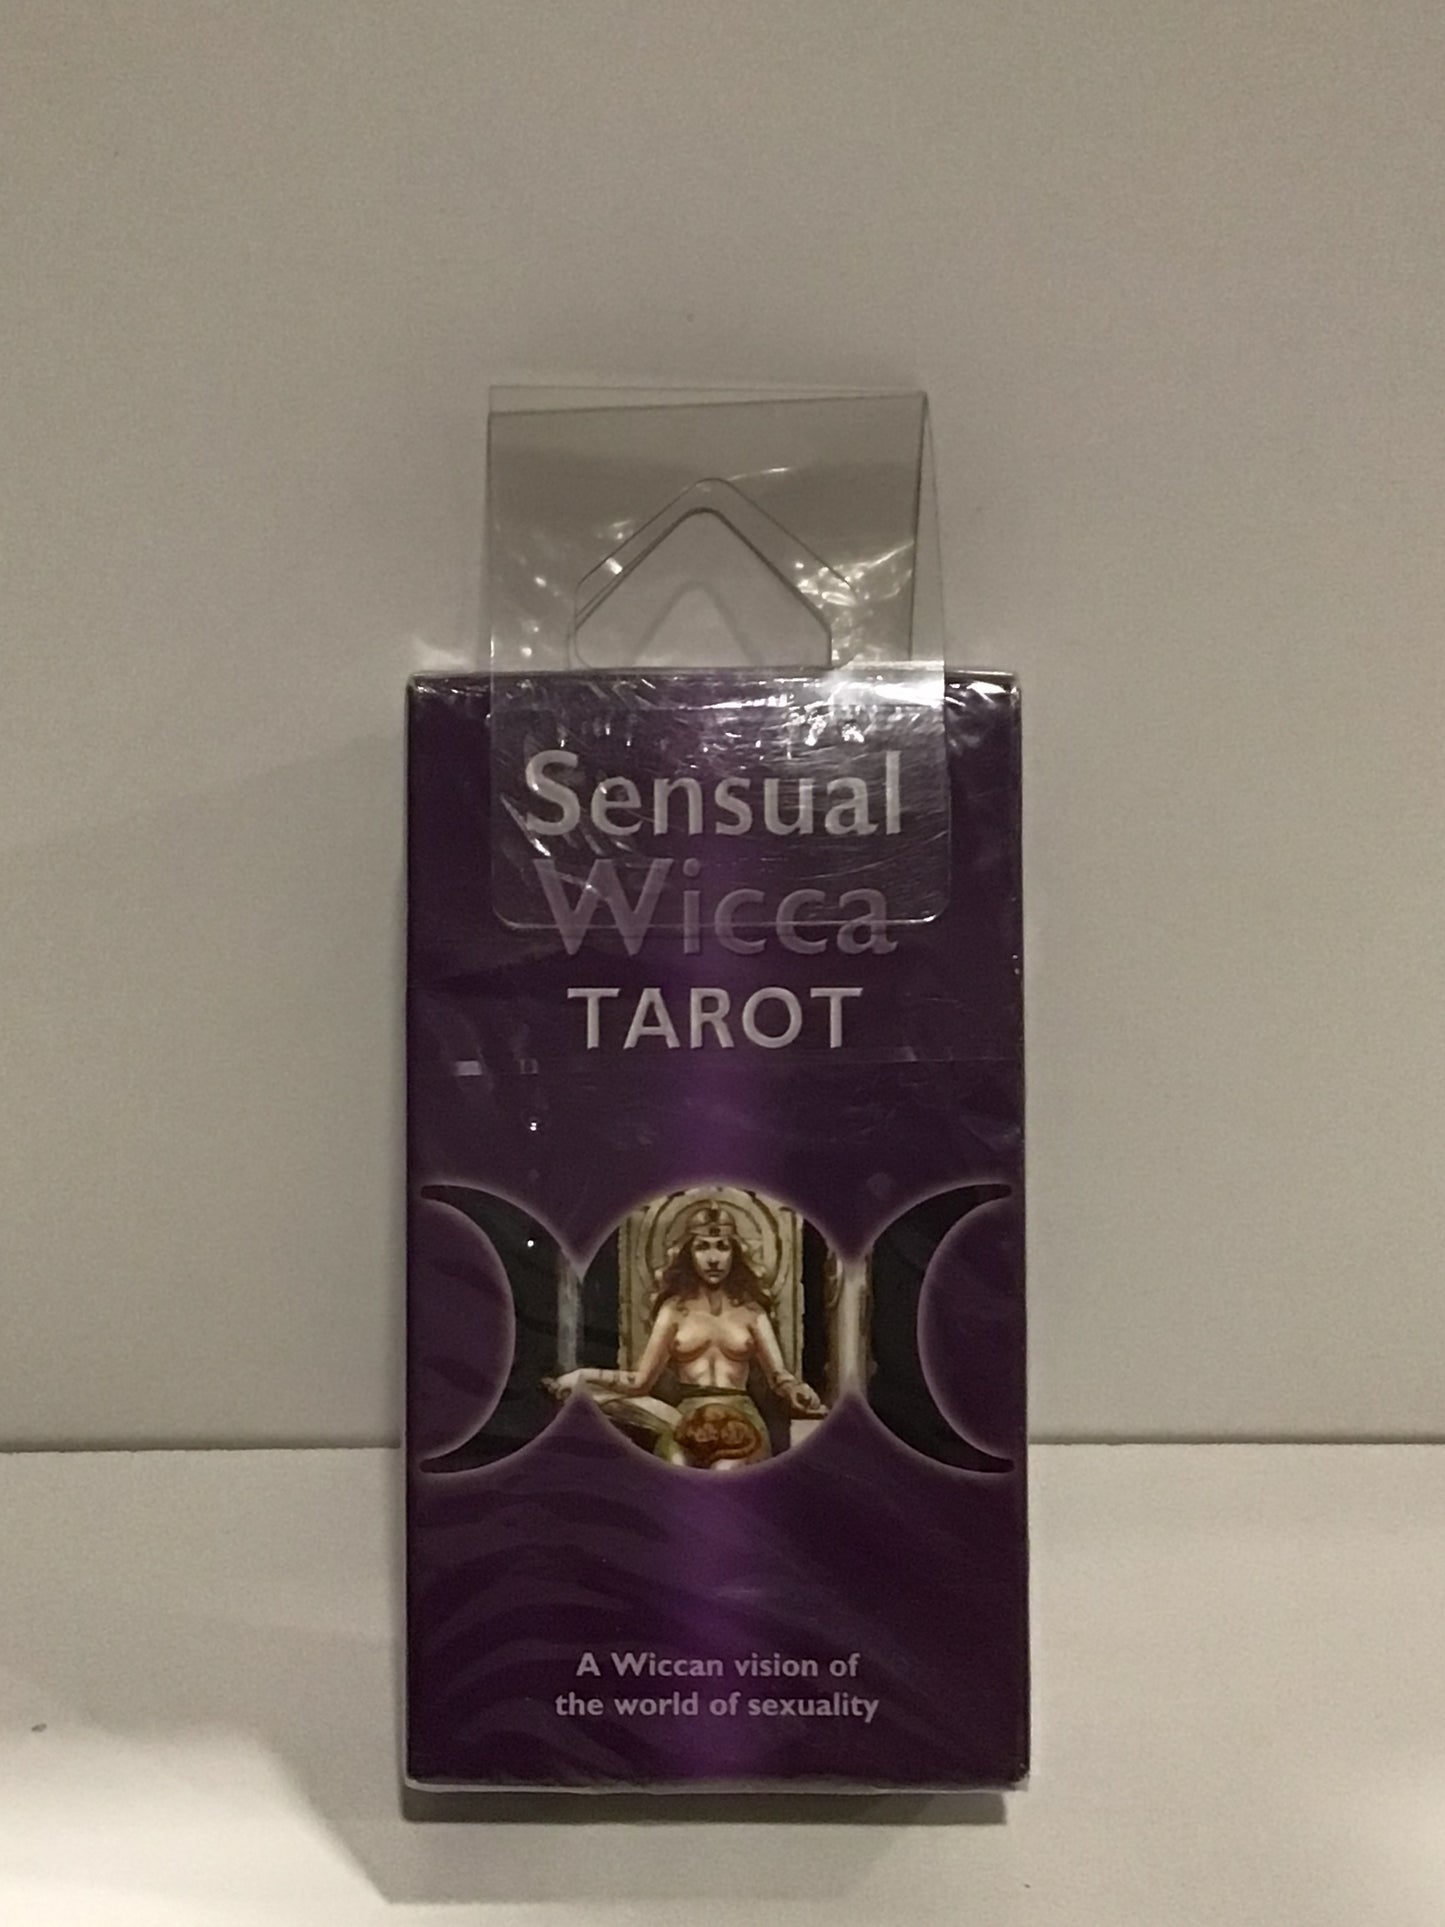 Sensual
Wicca
TAROT
A Wiccan vision of
the world of sexuality